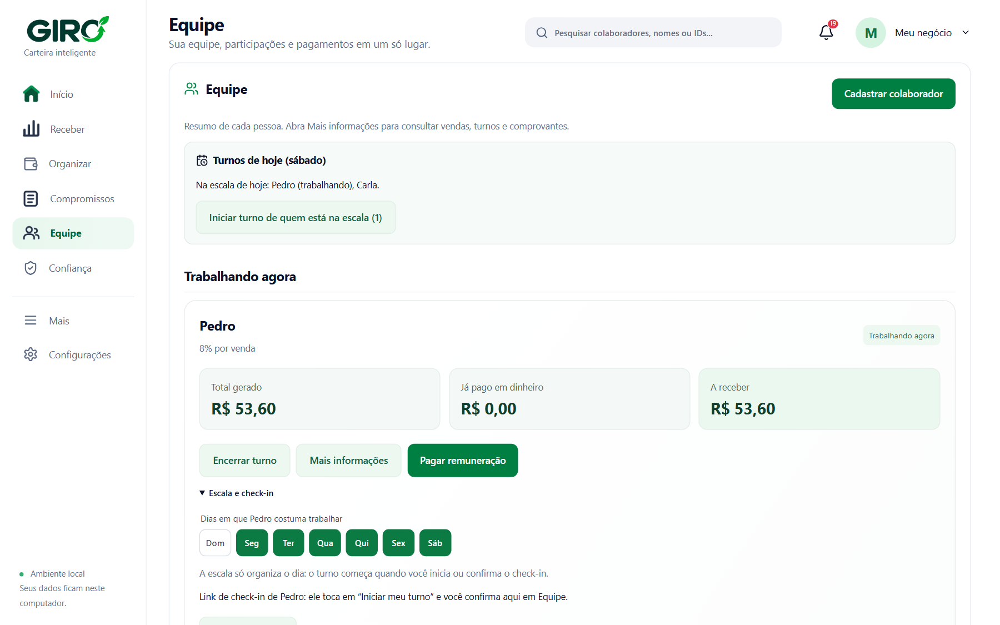 GIRO
Carteira inteligente
Início
Receber
Organizar
Compromissos
Equipe
Confiança
Mais
Configurações
Ambiente local
Seus dados ficam neste
computador.
Equipe
Sua equipe, participações e pagamentos em um só lugar.
Pesquisar colaboradores, nomes ou IDs...
19
M
Meu negócio
Equipe
Cadastrar colaborador
Resumo de cada pessoa. Abra Mais informações para consultar vendas, turnos e comprovantes.
Turnos de hoje (sábado)
Na escala de hoje: Pedro (trabalhando), Carla.
Iniciar turno de quem está na escala (1)
Trabalhando agora
Pedro
8% por venda
Trabalhando agora
Total gerado
R$ 53,60
Já pago em dinheiro
R$ 0,00
A receber
R$ 53,60
Encerrar turno
Mais informações
Pagar remuneração
Escala e check-in
Dias em que Pedro costuma trabalhar
Dom Seg Ter Qua Qui Sex Sáb
A escala só organiza o dia: o turno começa quando você inicia ou confirma o check-in.
Link de check-in de Pedro: ele toca em “Iniciar meu turno” e você confirma aqui em Equipe.